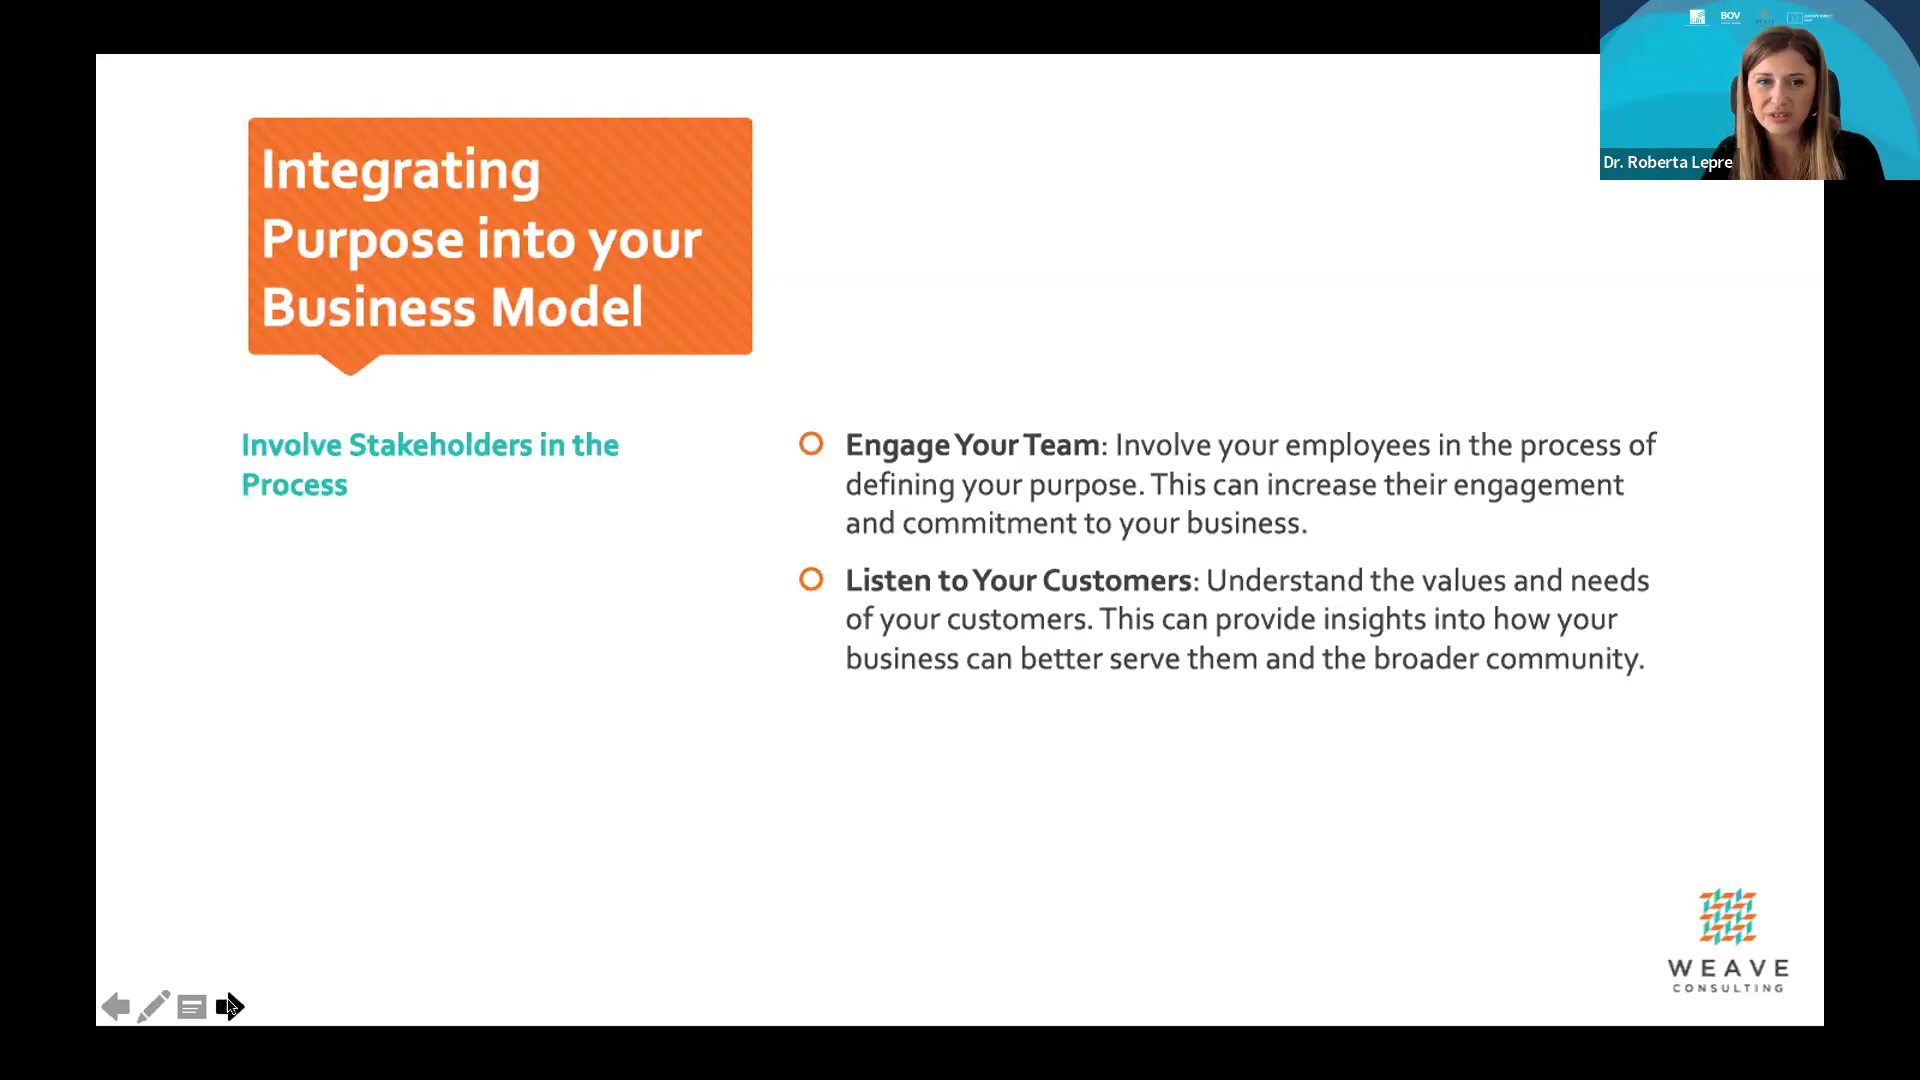 BOV
Dr. Roberta Lepre
Integrating
Purpose into your
Business Model
Involve Stakeholders in the
Process
Engage Your Team: Involve your employees in the process of
defining your purpose. This can increase their engagement
and commitment to your business.
Listen to Your Customers: Understand the values and needs
of your customers. This can provide insights into how your
business can better serve them and the broader community.
WEAVE
CONSULTING